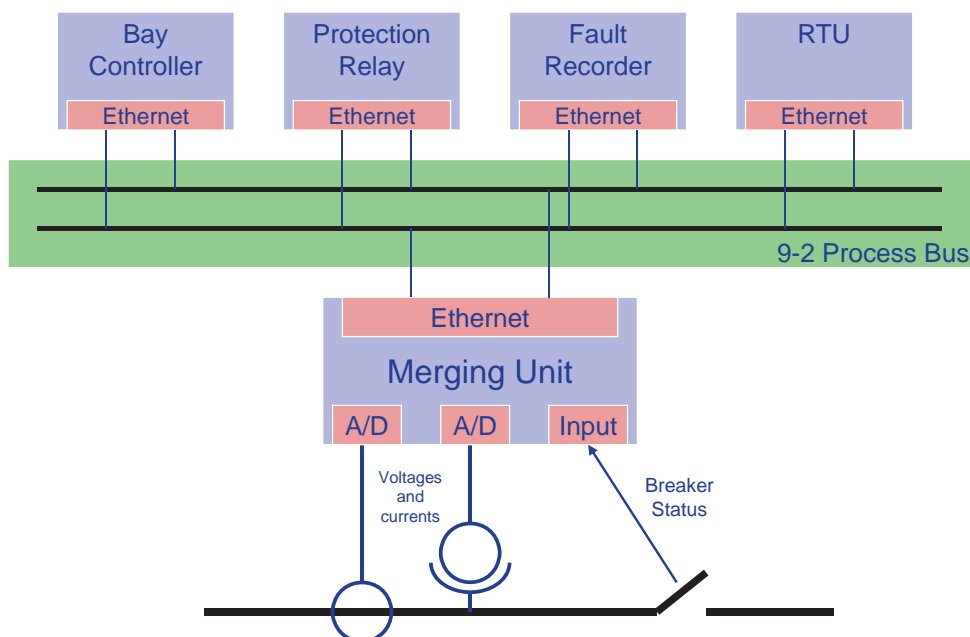 Bay
Controller
Protection
Relay
Fault
Recorder
RTU
Ethernet
Ethernet
Ethernet
Ethernet
9-2 Process Bus
Ethernet
Merging Unit
A/D
A/D
Input
Voltages
and
currents
Breaker
Status